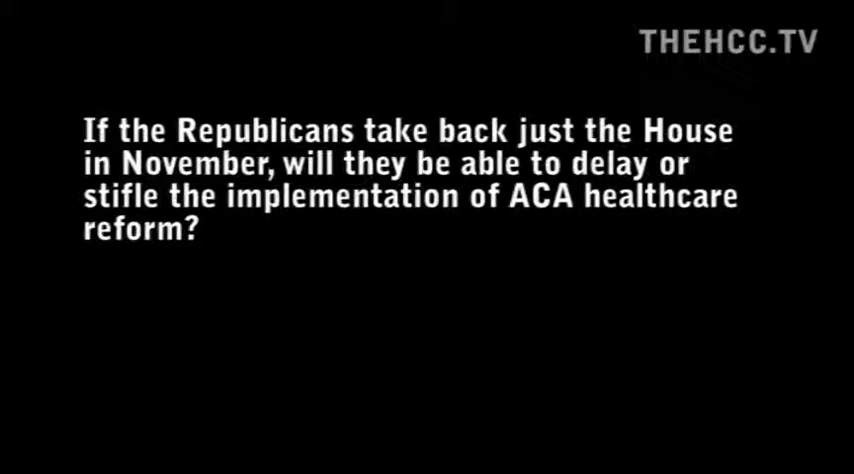 THEHCC.TV
If the Republicans take back just the House
in November, will they be able to delay or
stifle the implementation of ACA healthcare
reform?